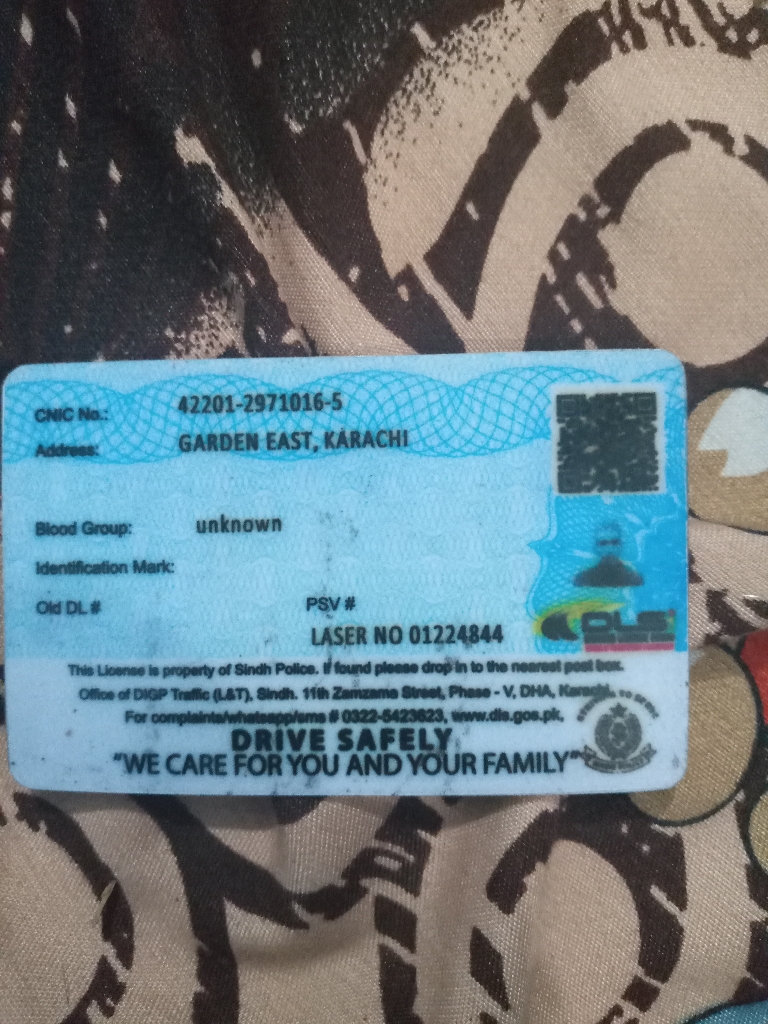 CNIC No.: 42201-2971016-5
Address: GARDEN EAST, KARACHI
Blood Group: unknown
Identification Mark:
Old DL # PSV #
LASER NO 01224844
DLS
This License is property of Sindh Police. If found please drop in to the nearest post box.
Office of DIGP Traffic (L&T), Sindh. 11th Zamzama Street, Phase - V, DHA, Karachi.
For complaints/whatsapp/sms # 0322-5423623, www.dls.gos.pk,
DRIVE SAFELY
"WE CARE FOR YOU AND YOUR FAMILY"